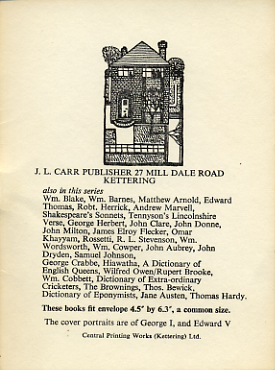 J. L. CARR PUBLISHER 27 MILL DALE ROAD
KETTERING
also in this series
Wm. Blake, Wm. Barnes, Matthew Arnold, Edward
Thomas, Robt. Herrick, Andrew Marvell,
Shakespeare's Sonnets, Tennyson's Lincolnshire
Verse, George Herbert, John Clare, John Donne,
John Milton, James Elroy Flecker, Omar
Khayyam, Rossetti, R. L. Stevenson, Wm.
Wordsworth, Wm. Cowper, John Aubrey, John
Dryden, Samuel Johnson,
George Crabbe, Hiawatha, A Dictionary of
English Queens, Wilfred Owen/Rupert Brooke,
Wm. Cobbett, Dictionary of Extra-ordinary
Cricketers, The Brownings, Thos. Bewick,
Dictionary of Eponymists, Jane Austen, Thomas Hardy.
These books fit envelope 4.5" by 6.3", a common size.
The cover portraits are of George I, and Edward V
Central Printing Works (Kettering) Ltd.